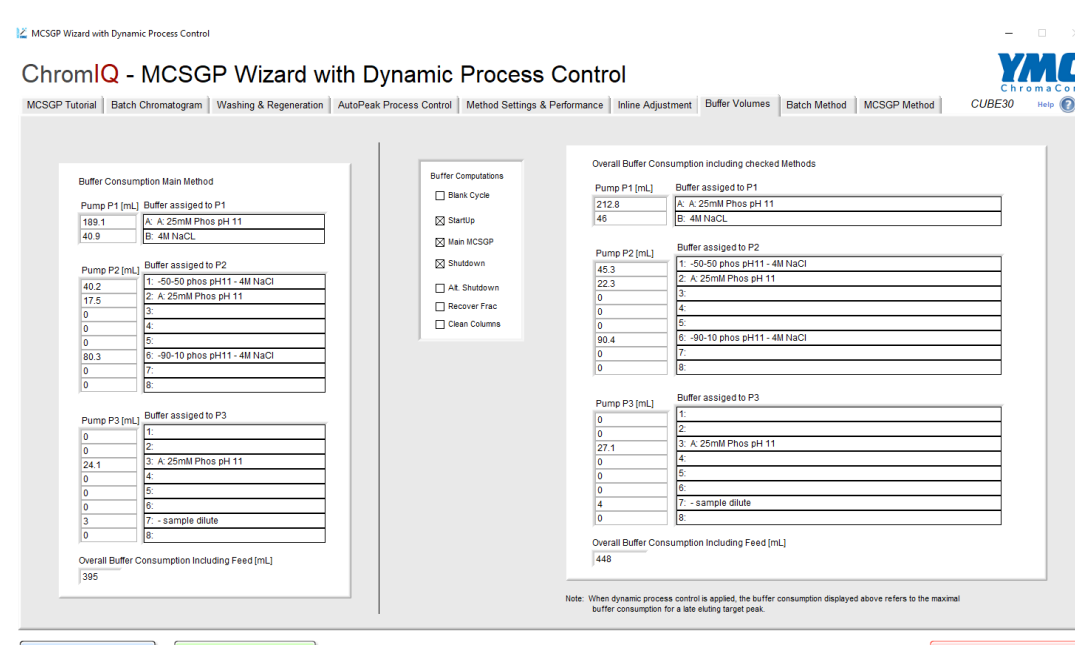 MCSGP Wizard with Dynamic Process Control
ChromIQ - MCSGP Wizard with Dynamic Process Control
YMC
ChromaCon
MCSGP Tutorial Batch Chromatogram Washing & Regeneration AutoPeak Process Control Method Settings & Performance Inline Adjustment Buffer Volumes Batch Method MCSGP Method CUBE30 Help ?
Buffer Consumption Main Method
Pump P1 [mL] Buffer assiged to P1
189.1 A: A: 25mM Phos pH 11
40.9 B: 4M NaCL
Pump P2 [mL] Buffer assiged to P2
40.2 1: -50-50 phos pH11 - 4M NaCl
17.5 2: A: 25mM Phos pH 11
0 3:
0 4:
0 5:
80.3 6: -90-10 phos pH11 - 4M NaCl
0 7:
0 8:
Pump P3 [mL] Buffer assiged to P3
0 1:
0 2:
24.1 3: A: 25mM Phos pH 11
0 4:
0 5:
0 6:
3 7: - sample dilute
0 8:
Overall Buffer Consumption Including Feed [mL]
395
Buffer Computations
Blank Cycle
StartUp
Main MCSGP
Shutdown
Alt. Shutdown
Recover Frac
Clean Columns
Overall Buffer Consumption including checked Methods
Pump P1 [mL] Buffer assiged to P1
212.8 A: A: 25mM Phos pH 11
46 B: 4M NaCL
Pump P2 [mL] Buffer assiged to P2
45.3 1: -50-50 phos pH11 - 4M NaCl
22.3 2: A: 25mM Phos pH 11
0 3:
0 4:
0 5:
90.4 6: -90-10 phos pH11 - 4M NaCl
0 7:
0 8:
Pump P3 [mL] Buffer assiged to P3
0 1:
0 2:
27.1 3: A: 25mM Phos pH 11
0 4:
0 5:
0 6:
4 7: - sample dilute
0 8:
Overall Buffer Consumption Including Feed [mL]
448
Note: When dynamic process control is applied, the buffer consumption displayed above refers to the maximal
buffer consumption for a late eluting target peak.